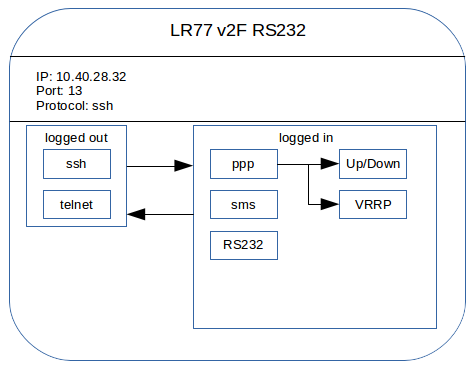 LR77 v2F RS232
IP: 10.40.28.32
Port: 13
Protocol: ssh
logged out
ssh
telnet
logged in
ppp
Up/Down
sms
VRRP
RS232